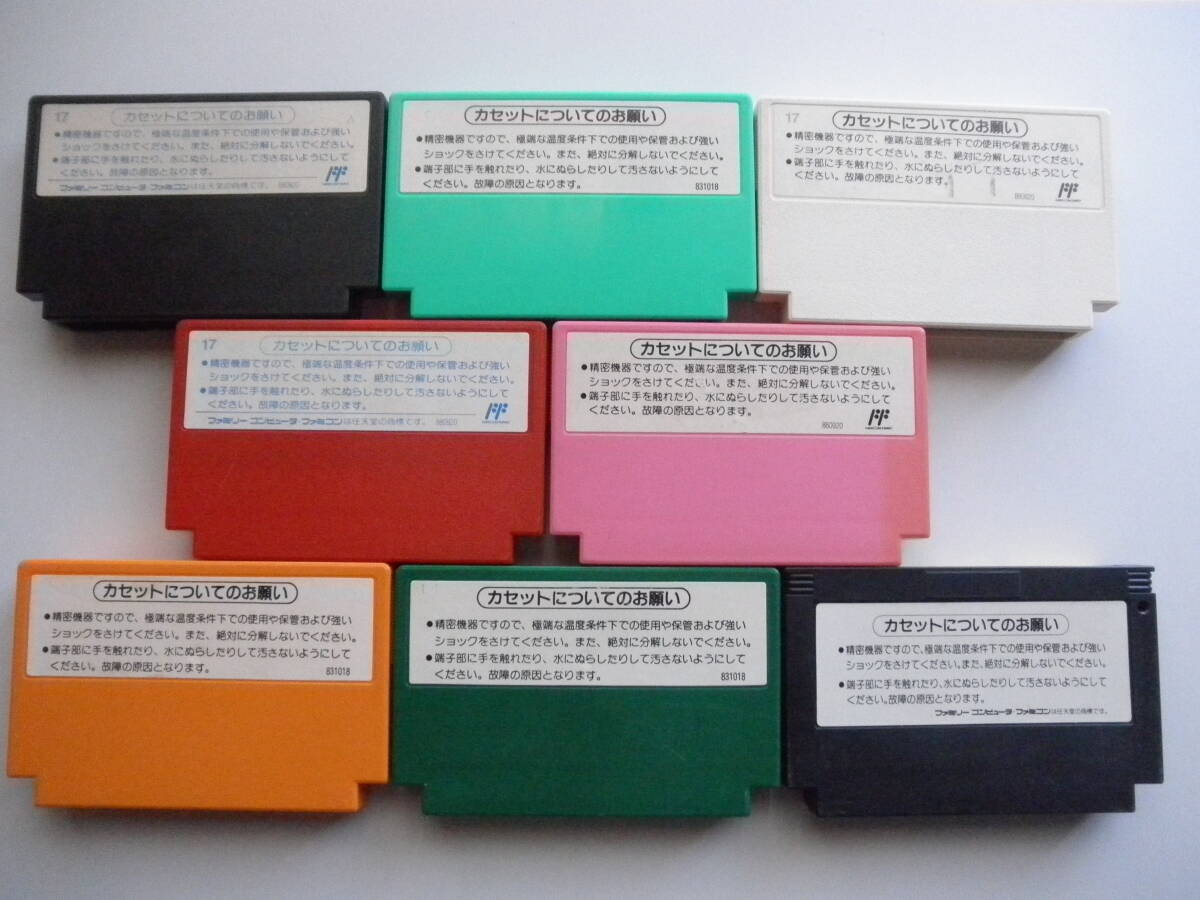 17
カセットについてのお願い
●精密機器ですので、極端な温度条件下での使用や保管および強い
ショックをさけてください。また、絶対に分解しないでください。
●端子部に手を触れたり、水にぬらしたりして汚さないようにして
ください。故障の原因となります。
ファミリー コンピュータ・ファミコンは任天堂の商標です。 860920
カセットについてのお願い
●精密機器ですので、極端な温度条件下での使用や保管および強い
ショックをさけてください。また、絶対に分解しないでください。
●端子部に手を触れたり、水にぬらしたりして汚さないようにして
ください。故障の原因となります。
831018
17
カセットについてのお願い
●精密機器ですので、極端な温度条件下での使用や保管および強い
ショックをさけてください。また、絶対に分解しないでください。
●端子部に手を触れたり、水にぬらしたりして汚さないようにして
ください。故障の原因となります。
860920
17
カセットについてのお願い
●精密機器ですので、極端な温度条件下での使用や保管および強い
ショックをさけてください。また、絶対に分解しないでください。
●端子部に手を触れたり、水にぬらしたりして汚さないようにして
ください。故障の原因となります。
ファミリー コンピュータ・ファミコンは任天堂の商標です。 860920
カセットについてのお願い
●精密機器ですので、極端な温度条件下での使用や保管および強い
ショックをさけてください。また、絶対に分解しないでください。
●端子部に手を触れたり、水にぬらしたりして汚さないようにして
ください。故障の原因となります。
860920
カセットについてのお願い
●精密機器ですので、極端な温度条件下での使用や保管および強い
ショックをさけてください。また、絶対に分解しないでください。
●端子部に手を触れたり、水にぬらしたりして汚さないようにして
ください。故障の原因となります。
831018
カセットについてのお願い
●精密機器ですので、極端な温度条件下での使用や保管および強い
ショックをさけてください。また、絶対に分解しないでください。
●端子部に手を触れたり、水にぬらしたりして汚さないようにして
ください。故障の原因となります。
831018
カセットについてのお願い
●精密機器ですので、極端な温度条件下での使用や保管および強い
ショックをさけてください。また、絶対に分解しないでください。
●端子部に手を触れたり、水にぬらしたりして汚さないようにして
ください。故障の原因となります。
ファミリー コンピュータ・ファミコンは任天堂の商標です。